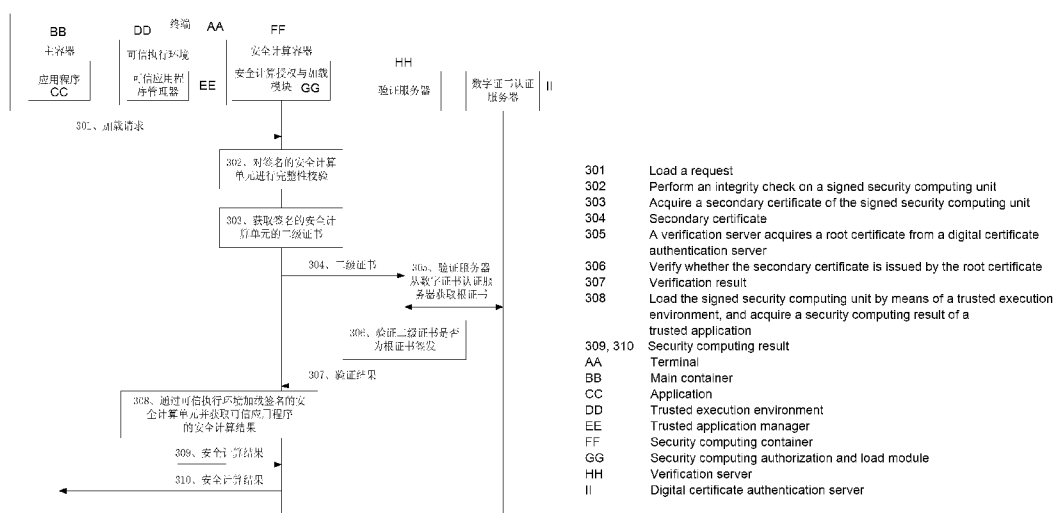 终端 AA
BB
主容器
应用程序
CC
DD
可信执行环境
可信应用程
序管理器
EE
FF
安全计算容器
安全计算授权与加载
模块 GG
HH
验证服务器
数字证书认证
服务器
II
301、加载请求
302、对签名的安全计算
单元进行完整性校验
303、获取签名的安全计
算单元的二级证书
304、二级证书
305、验证服务器
从数字证书认证服
务器获取根证书
306、验证二级证书是否
为根证书签发
307、验证结果
308、通过可信执行环境加载签名的安
全计算单元并获取可信应用程序
的安全计算结果
309、安全计算结果
310、安全计算结果
301 Load a request
302 Perform an integrity check on a signed security computing unit
303 Acquire a secondary certificate of the signed security computing unit
304 Secondary certificate
305 A verification server acquires a root certificate from a digital certificate
authentication server
306 Verify whether the secondary certificate is issued by the root certificate
307 Verification result
308 Load the signed security computing unit by means of a trusted execution
environment, and acquire a security computing result of a
trusted application
309, 310 Security computing result
AA Terminal
BB Main container
CC Application
DD Trusted execution environment
EE Trusted application manager
FF Security computing container
GG Security computing authorization and load module
HH Verification server
II Digital certificate authentication server